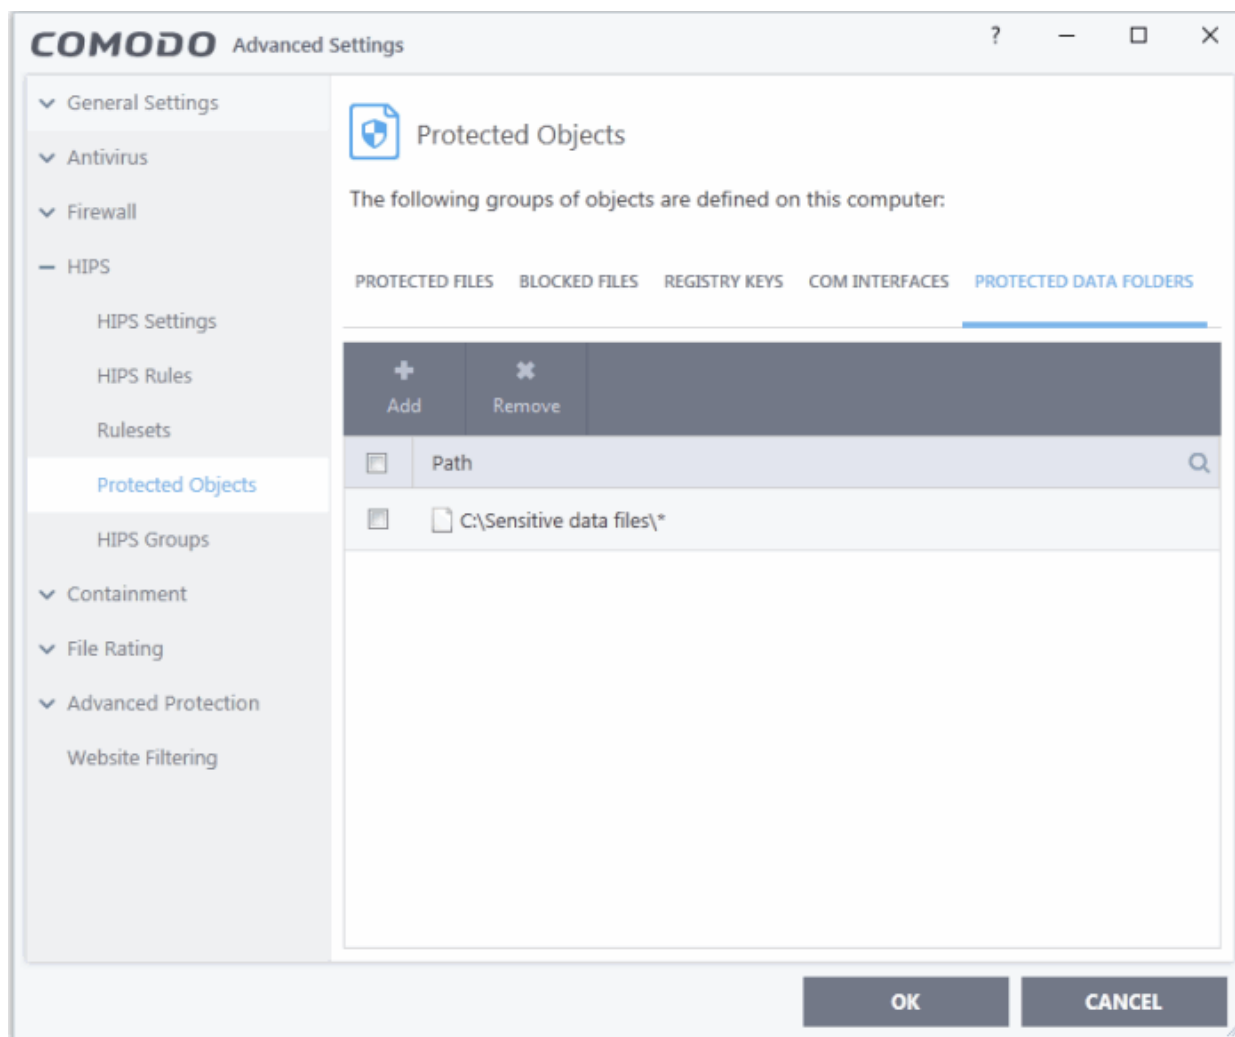 COMODO Advanced Settings ?
General Settings
Antivirus
Firewall
HIPS
HIPS Settings
HIPS Rules
Rulesets
Protected Objects
HIPS Groups
Containment
File Rating
Advanced Protection
Website Filtering
Protected Objects
The following groups of objects are defined on this computer:
PROTECTED FILES BLOCKED FILES REGISTRY KEYS COM INTERFACES PROTECTED DATA FOLDERS
Add Remove
Path
C:\Sensitive data files\*
OK CANCEL